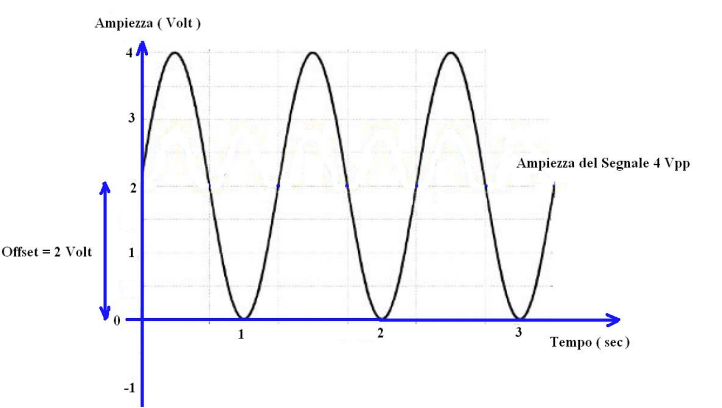 Ampiezza ( Volt )
4
3
Ampiezza del Segnale 4 Vpp
2
Offset = 2 Volt
1
0
1 2 3
Tempo ( sec )
-1